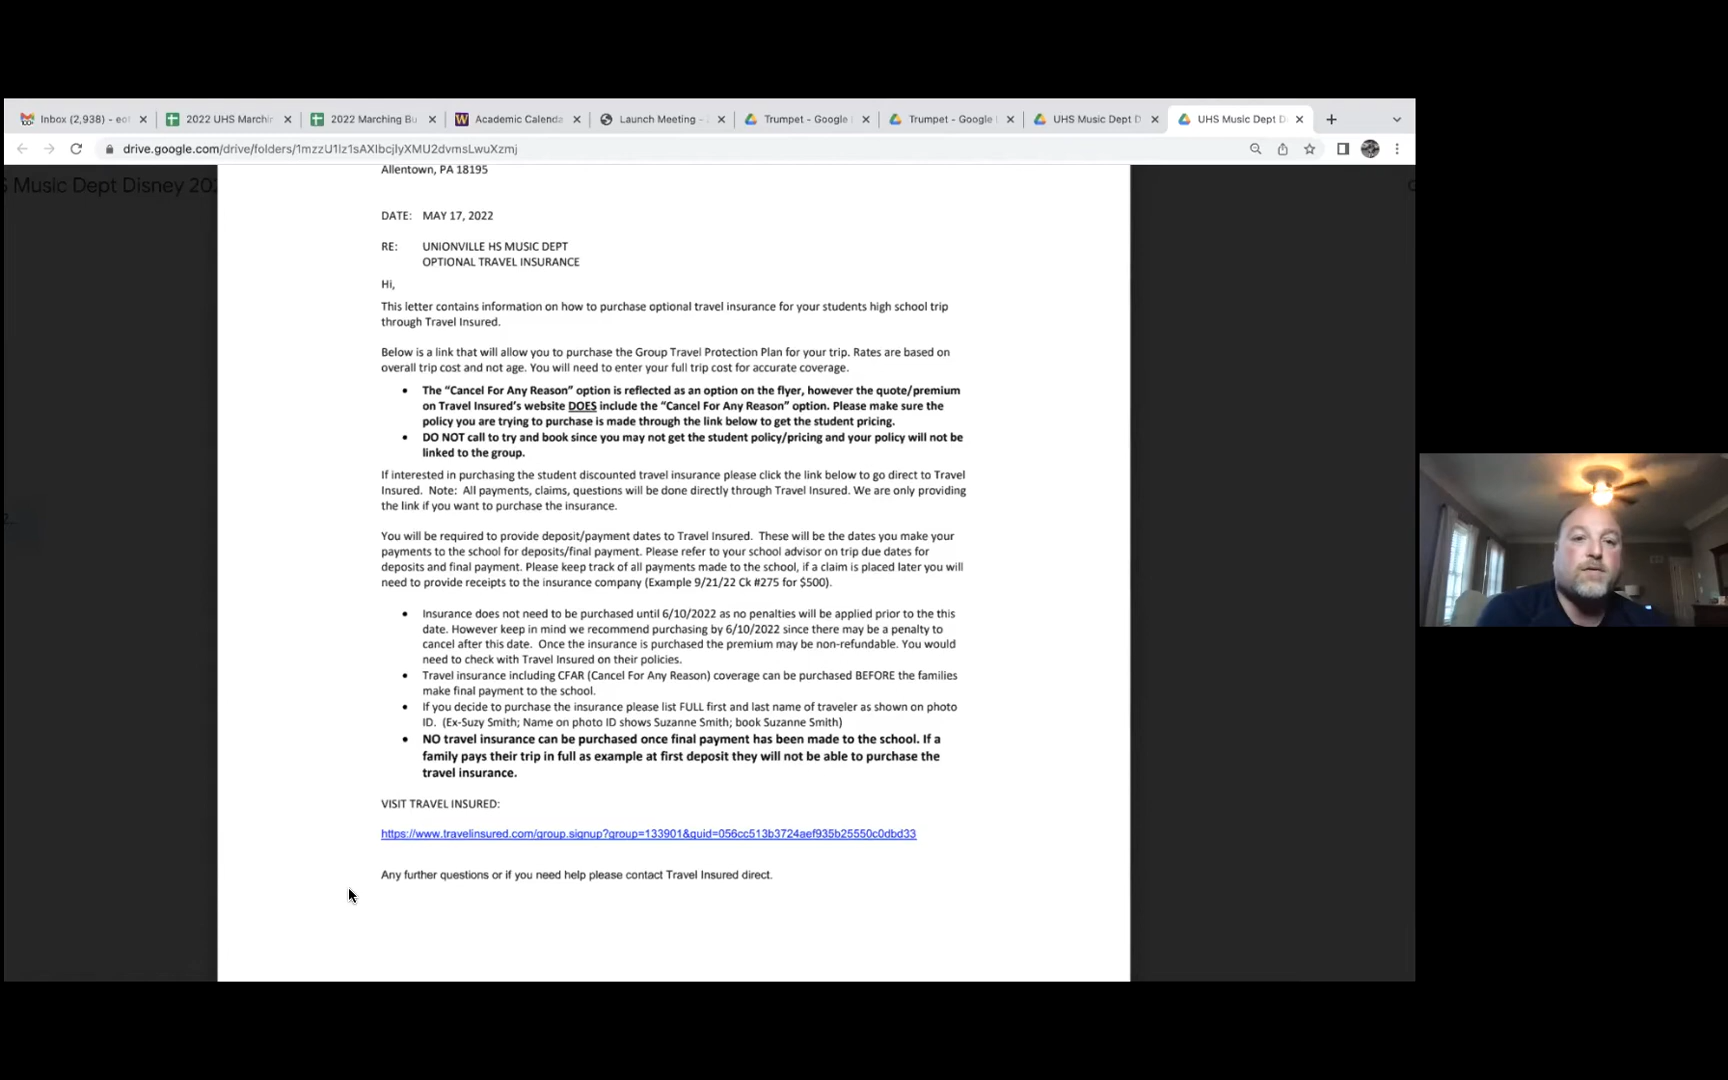 Inbox (2,938) - eo
2022 UHS Marchi
2022 Marching Bu
Academic Calenda
Launch Meeting -
Trumpet - Google
Trumpet - Google
UHS Music Dept D
UHS Music Dept D
drive.google.com/drive/folders/
S Music Dept Disney 20
Allentown, PA 18195
DATE: MAY 17, 2022
RE: UNIONVILLE HS MUSIC DEPT
OPTIONAL TRAVEL INSURANCE
Hi,
This letter contains information on how to purchase optional travel insurance for your students high school trip
through Travel Insured.
Below is a link that will allow you to purchase the Group Travel Protection Plan for your trip. Rates are based on
overall trip cost and not age. You will need to enter your full trip cost for accurate coverage.
• The “Cancel For Any Reason” option is reflected as an option on the flyer, however the quote/premium
on Travel Insured’s website DOES include the “Cancel For Any Reason” option. Please make sure the
policy you are trying to purchase is made through the link below to get the student pricing.
• DO NOT call to try and book since you may not get the student policy/pricing and your policy will not be
linked to the group.
If interested in purchasing the student discounted travel insurance please click the link below to go direct to Travel
Insured. Note: All payments, claims, questions will be done directly through Travel Insured. We are only providing
the link if you want to purchase the insurance.
You will be required to provide deposit/payment dates to Travel Insured. These will be the dates you make your
payments to the school for deposits/final payment. Please refer to your school advisor on trip due dates for
deposits and final payment. Please keep track of all payments made to the school, if a claim is placed later you will
need to provide receipts to the insurance company (Example 9/21/22 Ck #275 for $500).
• Insurance does not need to be purchased until 6/10/2022 as no penalties will be applied prior to the this
date. However keep in mind we recommend purchasing by 6/10/2022 since there may be a penalty to
cancel after this date. Once the insurance is purchased the premium may be non-refundable. You would
need to check with Travel Insured on their policies.
• Travel insurance including CFAR (Cancel For Any Reason) coverage can be purchased BEFORE the families
make final payment to the school.
• If you decide to purchase the insurance please list FULL first and last name of traveler as shown on photo
ID. (Ex-Suzy Smith; Name on photo ID shows Suzanne Smith; book Suzanne Smith)
• NO travel insurance can be purchased once final payment has been made to the school. If a
family pays their trip in full as example at first deposit they will not be able to purchase the
travel insurance.
VISIT TRAVEL INSURED:
https://www.travelinsured.com/group.signup?group=133901&guid=056cc513b3724aef935b25550c0dbd33
Any further questions or if you need help please contact Travel Insured direct.